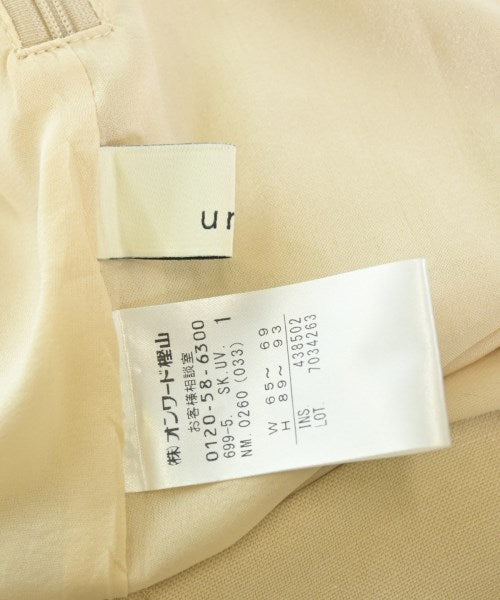 ur
(株)オンワード樫山
お客様相談室
0120-58-6300
699-5. SK.UV. 1
NM. 0260 (033)
W 65～ 69
H 89～ 93
INS 438502
LOT. 7034263